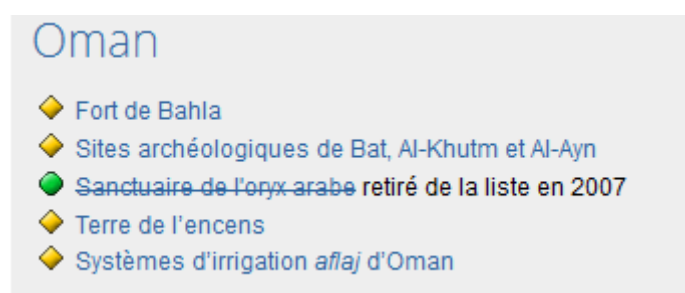 Oman
Fort de Bahla
Sites archéologiques de Bat, Al-Khutm et Al-Ayn
Sanctuaire de l'oryx arabe retiré de la liste en 2007
Terre de l’encens
Systèmes d'irrigation aflaj d’Oman